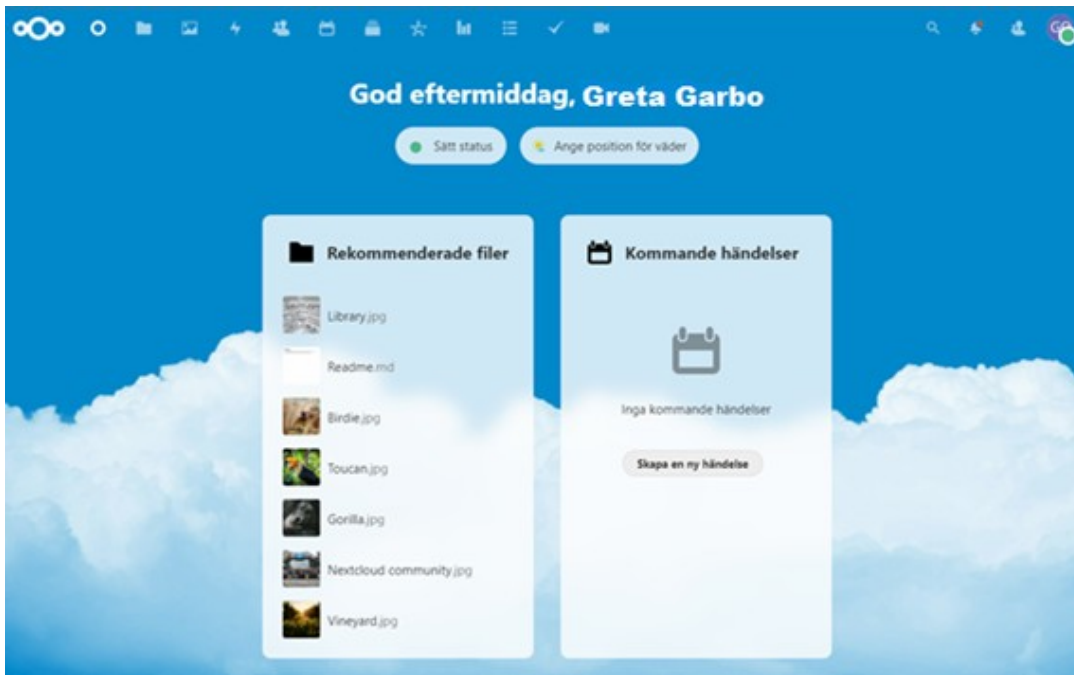 God eftermiddag, Greta Garbo
Sätt status
Ange position för väder
Rekommenderade filer
Library.jpg
Readme.md
Birdie.jpg
Toucan.jpg
Gorilla.jpg
Nextcloud community.jpg
Vineyard.jpg
Kommande händelser
Inga kommande händelser
Skapa en ny händelse